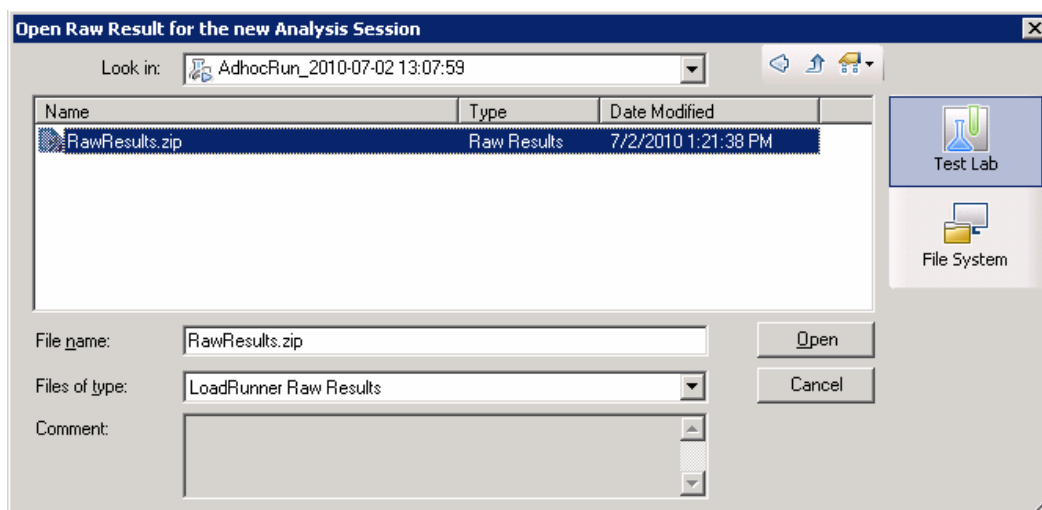 Open Raw Result for the new Analysis Session
Look in: AdhocRun_2010-07-02 13:07:59
Name Type Date Modified
RawResults.zip Raw Results 7/2/2010 1:21:38 PM
Test Lab
File System
File name: RawResults.zip Open
Files of type: LoadRunner Raw Results Cancel
Comment: